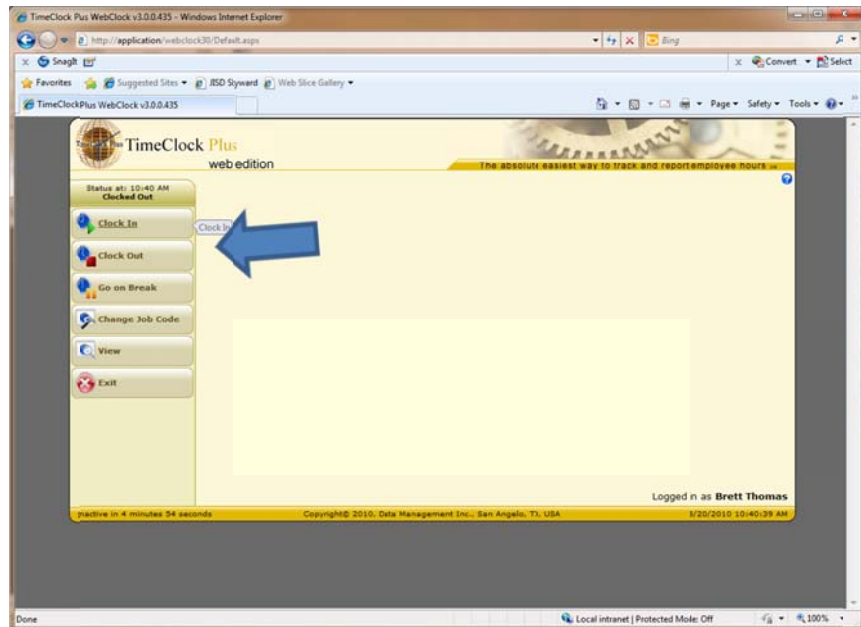 TimeClock Plus WebClock v3.0.0.435 - Windows Internet Explorer
http://application/webclock30/Default.aspx
Bing
x SnagIt
x Convert Select
Favorites Suggested Sites JISD Skyward Web Slice Gallery
TimeClockPlus WebClock v3.0.0.435
Page Safety Tools
TimeClock Plus
web edition
The absolute easiest way to track and report employee hours
Status at: 10:40 AM
Clocked Out
Clock In
Clock In
Clock Out
Go on Break
Change Job Code
View
Exit
Logged n as Brett Thomas
nactive in 4 minutes 54 seconds
Copyright© 2010, Data Management Inc., San Angelo, TX, USA
1/20/2010 10:40:39 AM
Done
Local intranet | Protected Mode: Off
100%